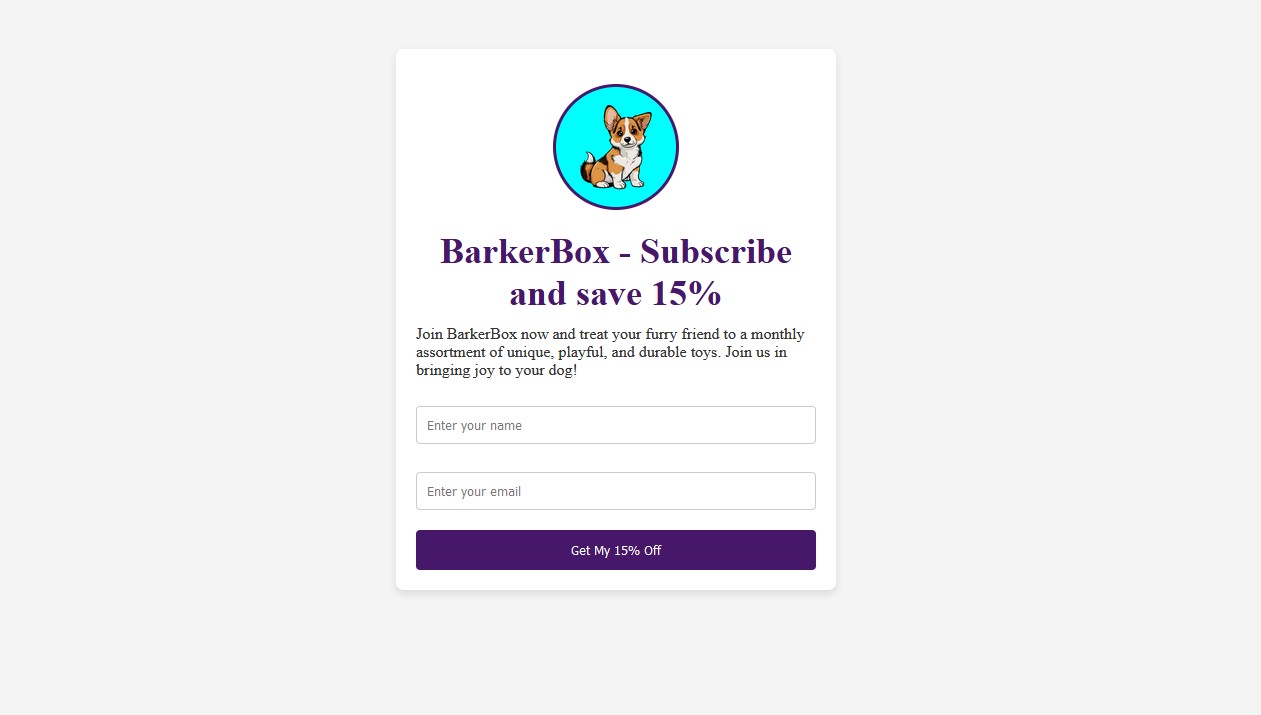 BarkerBox - Subscribe
and save 15%
Join BarkerBox now and treat your furry friend to a monthly
assortment of unique, playful, and durable toys. Join us in
bringing joy to your dog!
Enter your name
Enter your email
Get My 15% Off